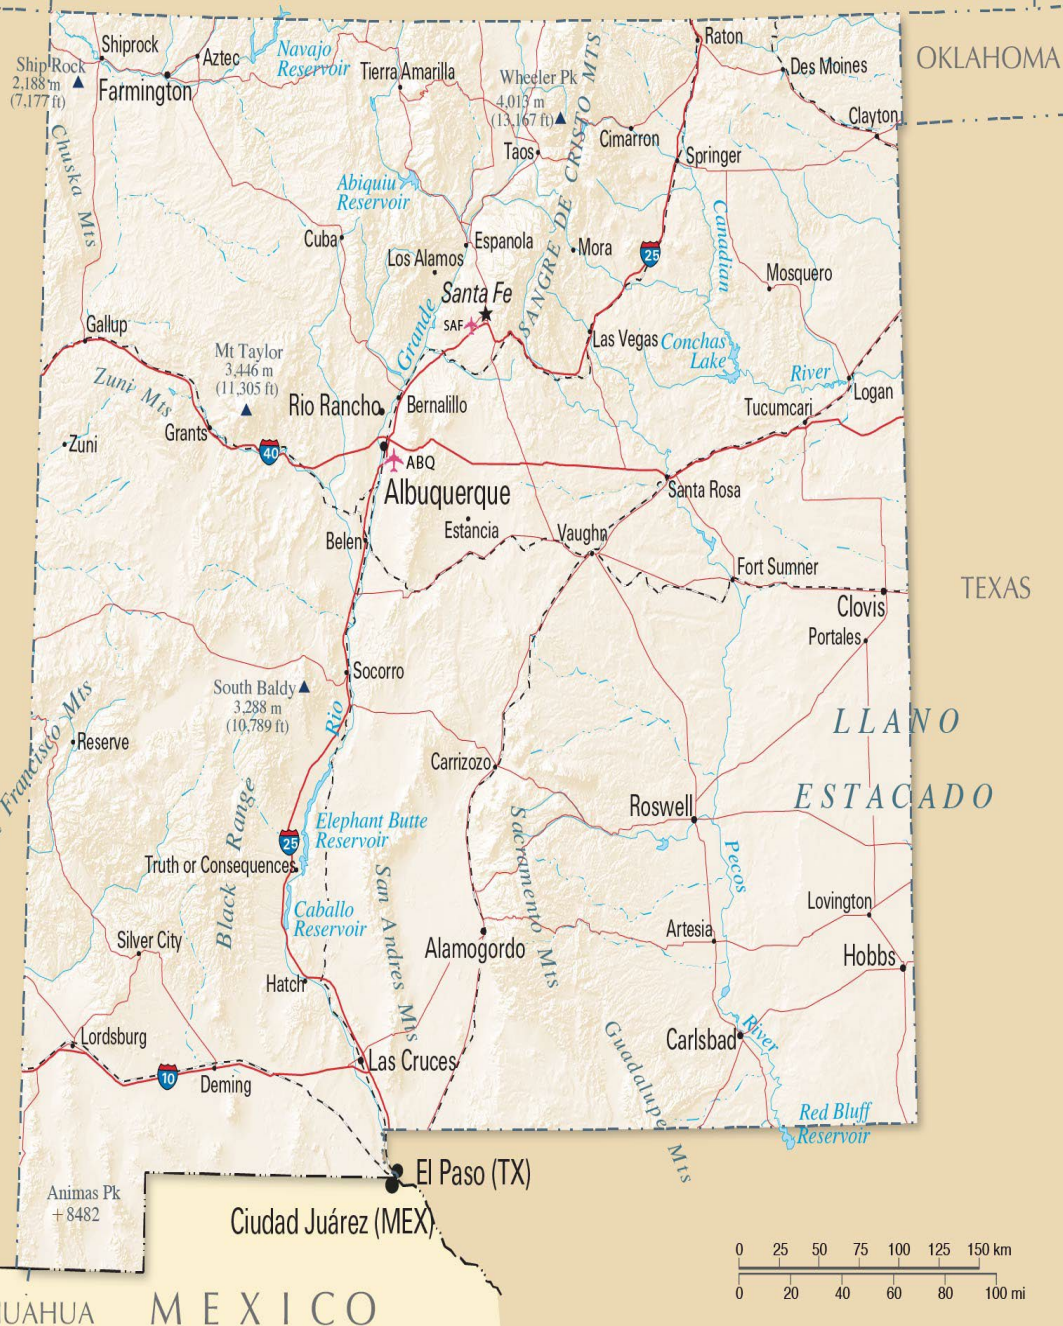 OKLAHOMA
Raton
Shiprock
Aztec
Navajo
Reservoir
Ship Rock
2,188 m
(7,177 ft)
Farmington
Tierra Amarilla
Wheeler Pk
4,013 m
(13,167 ft)
Des Moines
Clayton
Cimarron
Taos
Springer
Chuska Mts
SANGRE DE CRISTO MTS
Abiquiu
Reservoir
Canadian
Cuba
Espanola
Mora
25
Los Alamos
Mosquero
Santa Fe
SAF
Grande
Gallup
Las Vegas
Conchas
Lake
Mt Taylor
3,446 m
(11,305 ft)
River
Logan
Zuni Mts
Rio Rancho
Bernalillo
Tucumcari
Grants
Zuni
40
ABQ
Albuquerque
Santa Rosa
Estancia
Vaughn
Belen
Fort Sumner
TEXAS
Clovis
Portales
Socorro
South Baldy
3,288 m
(10,789 ft)
Rio
LLANO
Francisco Mts
Reserve
Carrizozo
ESTACADO
Roswell
Elephant Butte
Reservoir
25
Black Range
Truth or Consequences
Sacramento Mts
Pecos
San Andres Mts
Caballo
Reservoir
Lovington
Artesia
Silver City
Alamogordo
Hobbs
Hatch
Guadalupe Mts
Lordsburg
Carlsbad
River
Las Cruces
10
Deming
Red Bluff
Reservoir
El Paso (TX)
Animas Pk
+8482
Ciudad Juárez (MEX)
0 25 50 75 100 125 150 km
0 20 40 60 80 100 mi
UAHUA
MEXICO